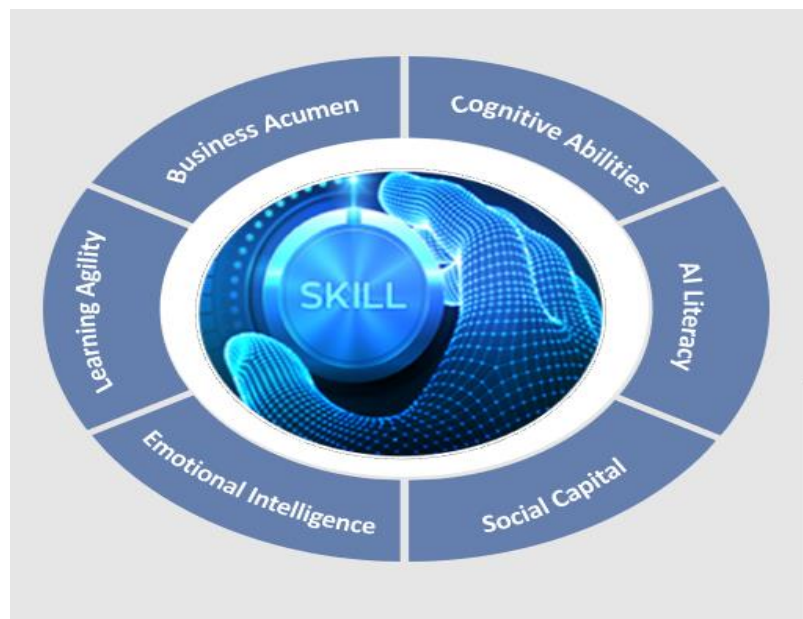 Business Acumen
Cognitive Abilities
AI Literacy
Social Capital
Emotional Intelligence
Learning Agility
SKILL